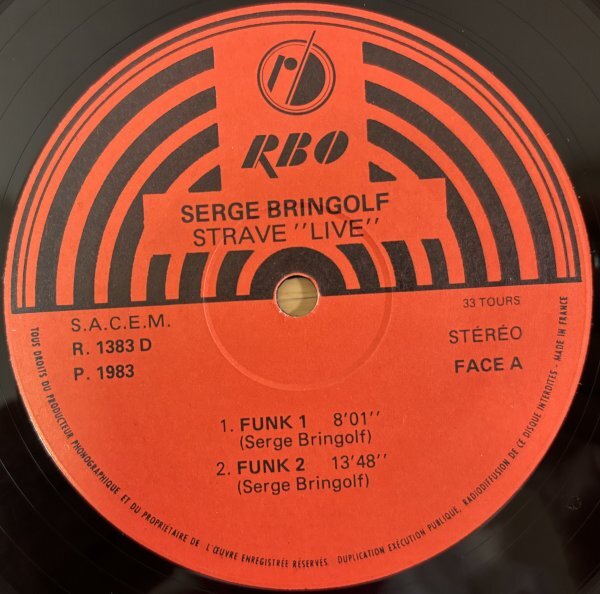 RBO
SERGE BRINGOLF
STRAVE "LIVE"
33 TOURS
S.A.C.E.M.
R. 1383 D
P. 1983
STÉRÉO
FACE A
1. FUNK 1 8'01"
(Serge Bringolf)
2. FUNK 2 13'48"
(Serge Bringolf)
TOUS DROITS DU PRODUCTEUR PHONOGRAPHIQUE ET DU PROPRIÉTAIRE DE L'ŒUVRE ENREGISTRÉE RÉSERVÉS. DUPLICATION EXÉCUTION PUBLIQUE, RADIODIFFUSION DE CE DISQUE INTERDITES - MADE IN FRANCE